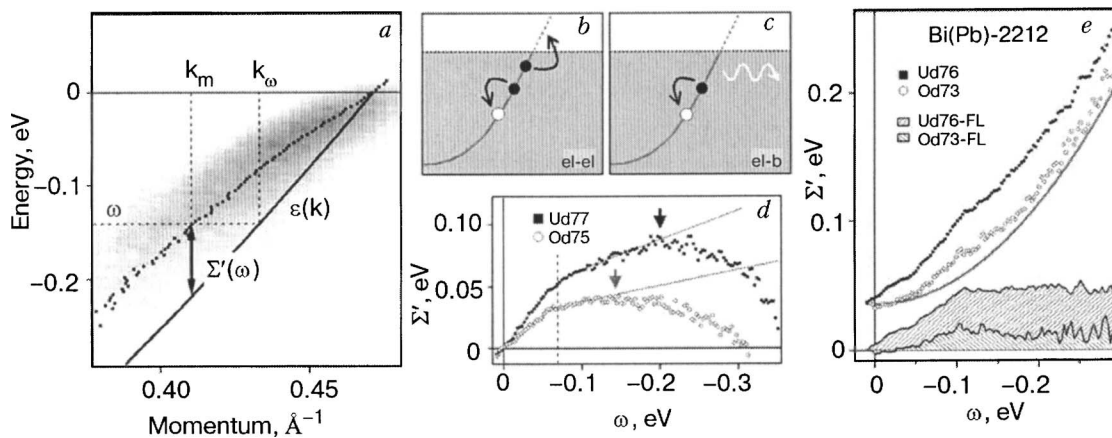 a
k_m k_ω
0
−0.1
−0.2
ω
ε(k)
Σ′(ω)
Energy, eV
0.40 0.45
Momentum, Å⁻¹
b
el-el
c
el-b
d
Ud77
Od75
0.10
0.05
0
Σ′, eV
0 −0.1 −0.2 −0.3
ω, eV
e
Bi(Pb)-2212
Ud76
Od73
Ud76-FL
Od73-FL
0.2
0.1
0
Σ′, eV
0 −0.1 −0.2
ω, eV